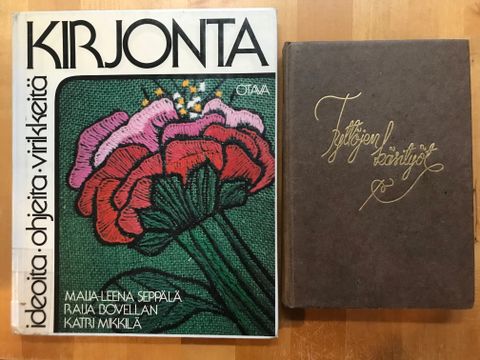 KIRJONTA
ideoita·ohjeita·virikkeitä
OTAVA
MAIJA-LEENA SEPPÄLÄ
RAIJA BOVELLAN
KATRI MIKKILÄ
Tyttöjen
käsityöt